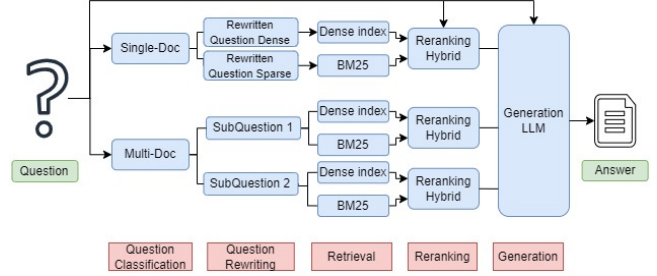 Single-Doc
Rewritten
Question Dense
Rewritten
Question Sparse
Dense index
BM25
Reranking
Hybrid
Multi-Doc
SubQuestion 1
SubQuestion 2
Dense index
BM25
Dense index
BM25
Reranking
Hybrid
Reranking
Hybrid
Generation
LLM
?
Question
Answer
Question
Classification
Question
Rewriting
Retrieval
Reranking
Generation